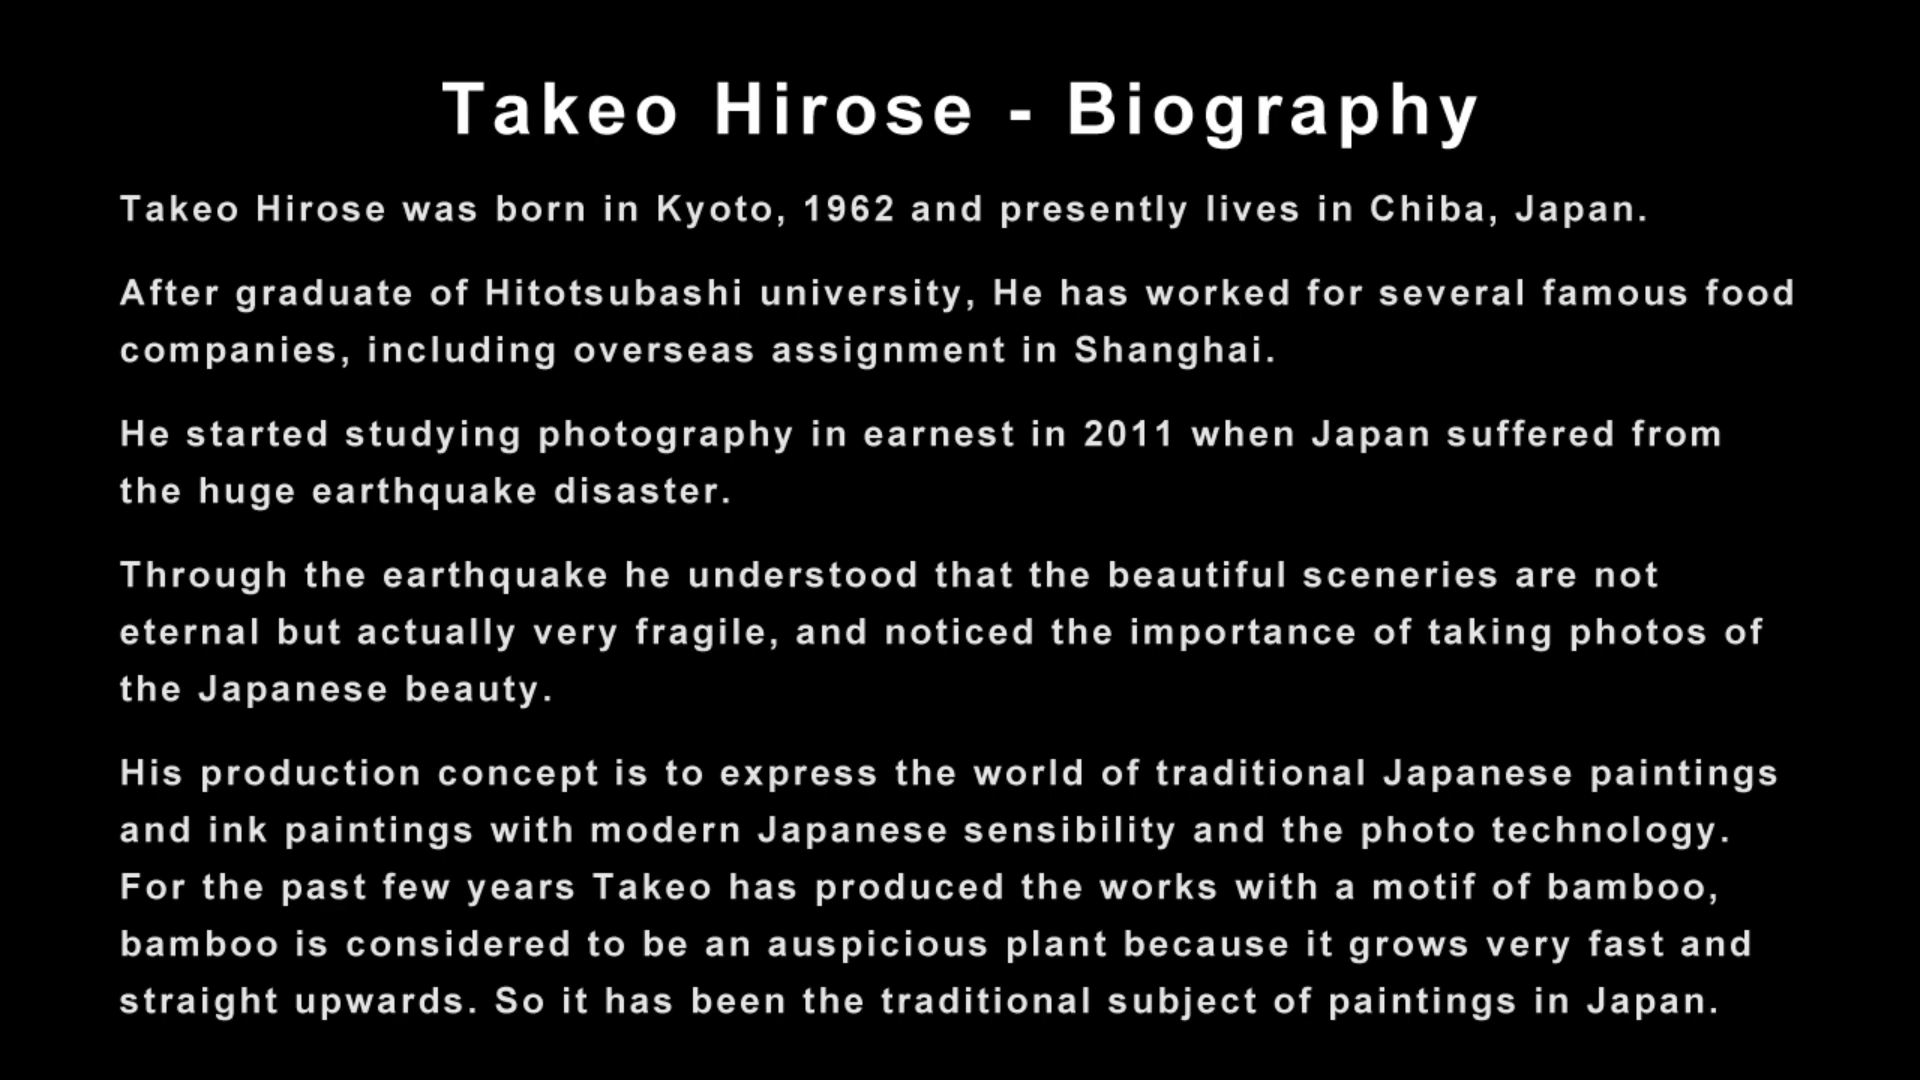 Takeo Hirose - Biography
Takeo Hirose was born in Kyoto, 1962 and presently lives in Chiba, Japan.
After graduate of Hitotsubashi university, He has worked for several famous food
companies, including overseas assignment in Shanghai.
He started studying photography in earnest in 2011 when Japan suffered from
the huge earthquake disaster.
Through the earthquake he understood that the beautiful sceneries are not
eternal but actually very fragile, and noticed the importance of taking photos of
the Japanese beauty.
His production concept is to express the world of traditional Japanese paintings
and ink paintings with modern Japanese sensibility and the photo technology.
For the past few years Takeo has produced the works with a motif of bamboo,
bamboo is considered to be an auspicious plant because it grows very fast and
straight upwards. So it has been the traditional subject of paintings in Japan.